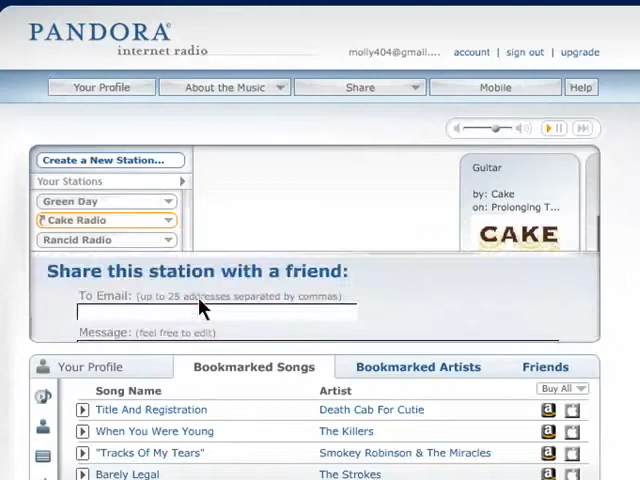 PANDORA®
internet radio
molly404@gmail.... account | sign out | upgrade
Your Profile About the Music Share Mobile Help
Create a New Station...
Your Stations
Green Day
Cake Radio
Rancid Radio
Guitar
by: Cake
on: Prolonging T...
CAKE
Share this station with a friend:
To Email: (up to 25 addresses separated by commas)
Message: (feel free to edit)
Your Profile Bookmarked Songs Bookmarked Artists Friends
Song Name Artist Buy All
Title And Registration Death Cab For Cutie
When You Were Young The Killers
"Tracks Of My Tears" Smokey Robinson & The Miracles
Barely Legal The Strokes